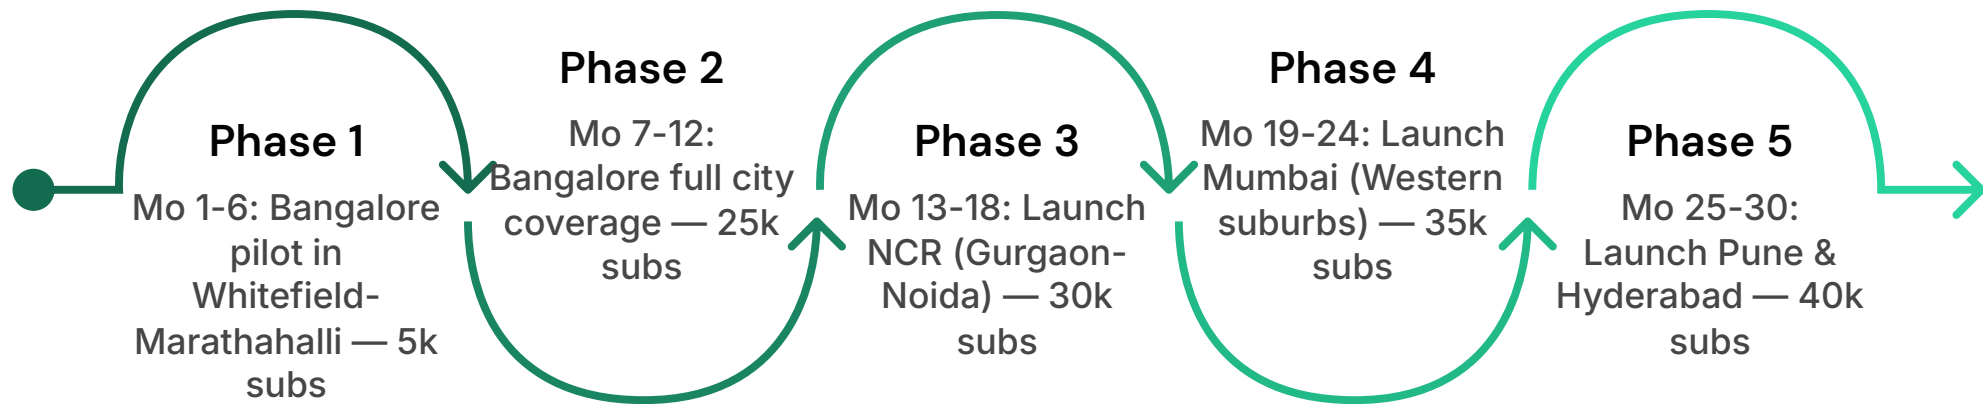 Phase 1
Mo 1-6: Bangalore
pilot in
Whitefield-
Marathahalli — 5k
subs
Phase 2
Mo 7-12:
Bangalore full city
coverage — 25k
subs
Phase 3
Mo 13-18: Launch
NCR (Gurgaon-
Noida) — 30k
subs
Phase 4
Mo 19-24: Launch
Mumbai (Western
suburbs) — 35k
subs
Phase 5
Mo 25-30:
Launch Pune &
Hyderabad — 40k
subs